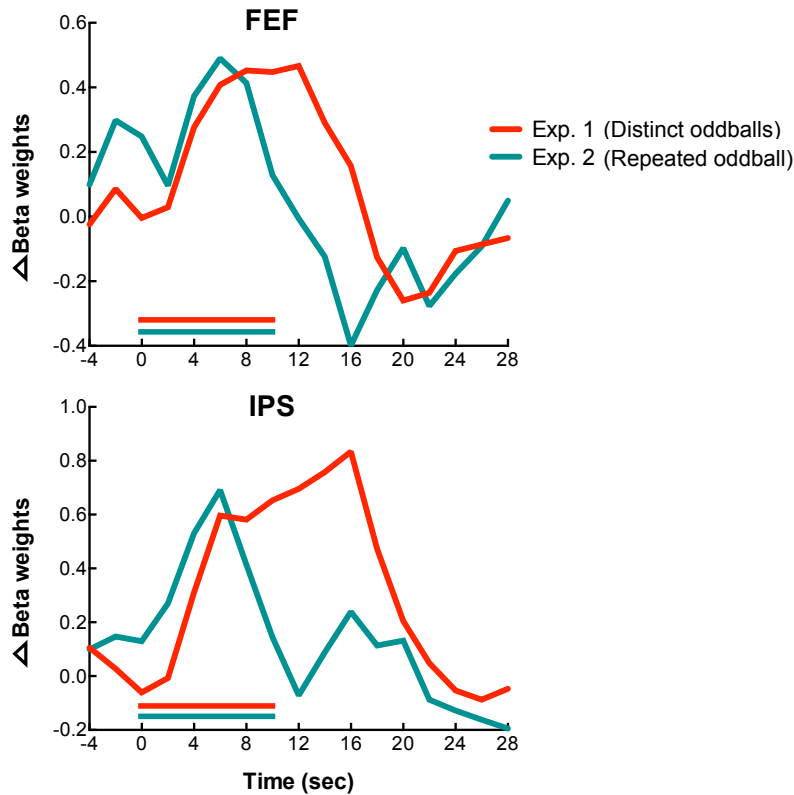 FEF
0.6
0.4
0.2
0.0
-0.2
-0.4
△Beta weights
-4 0 4 8 12 16 20 24 28
Exp. 1 (Distinct oddballs)
Exp. 2 (Repeated oddball)
IPS
1.0
0.8
0.6
0.4
0.2
0.0
-0.2
△Beta weights
-4 0 4 8 12 16 20 24 28
Time (sec)